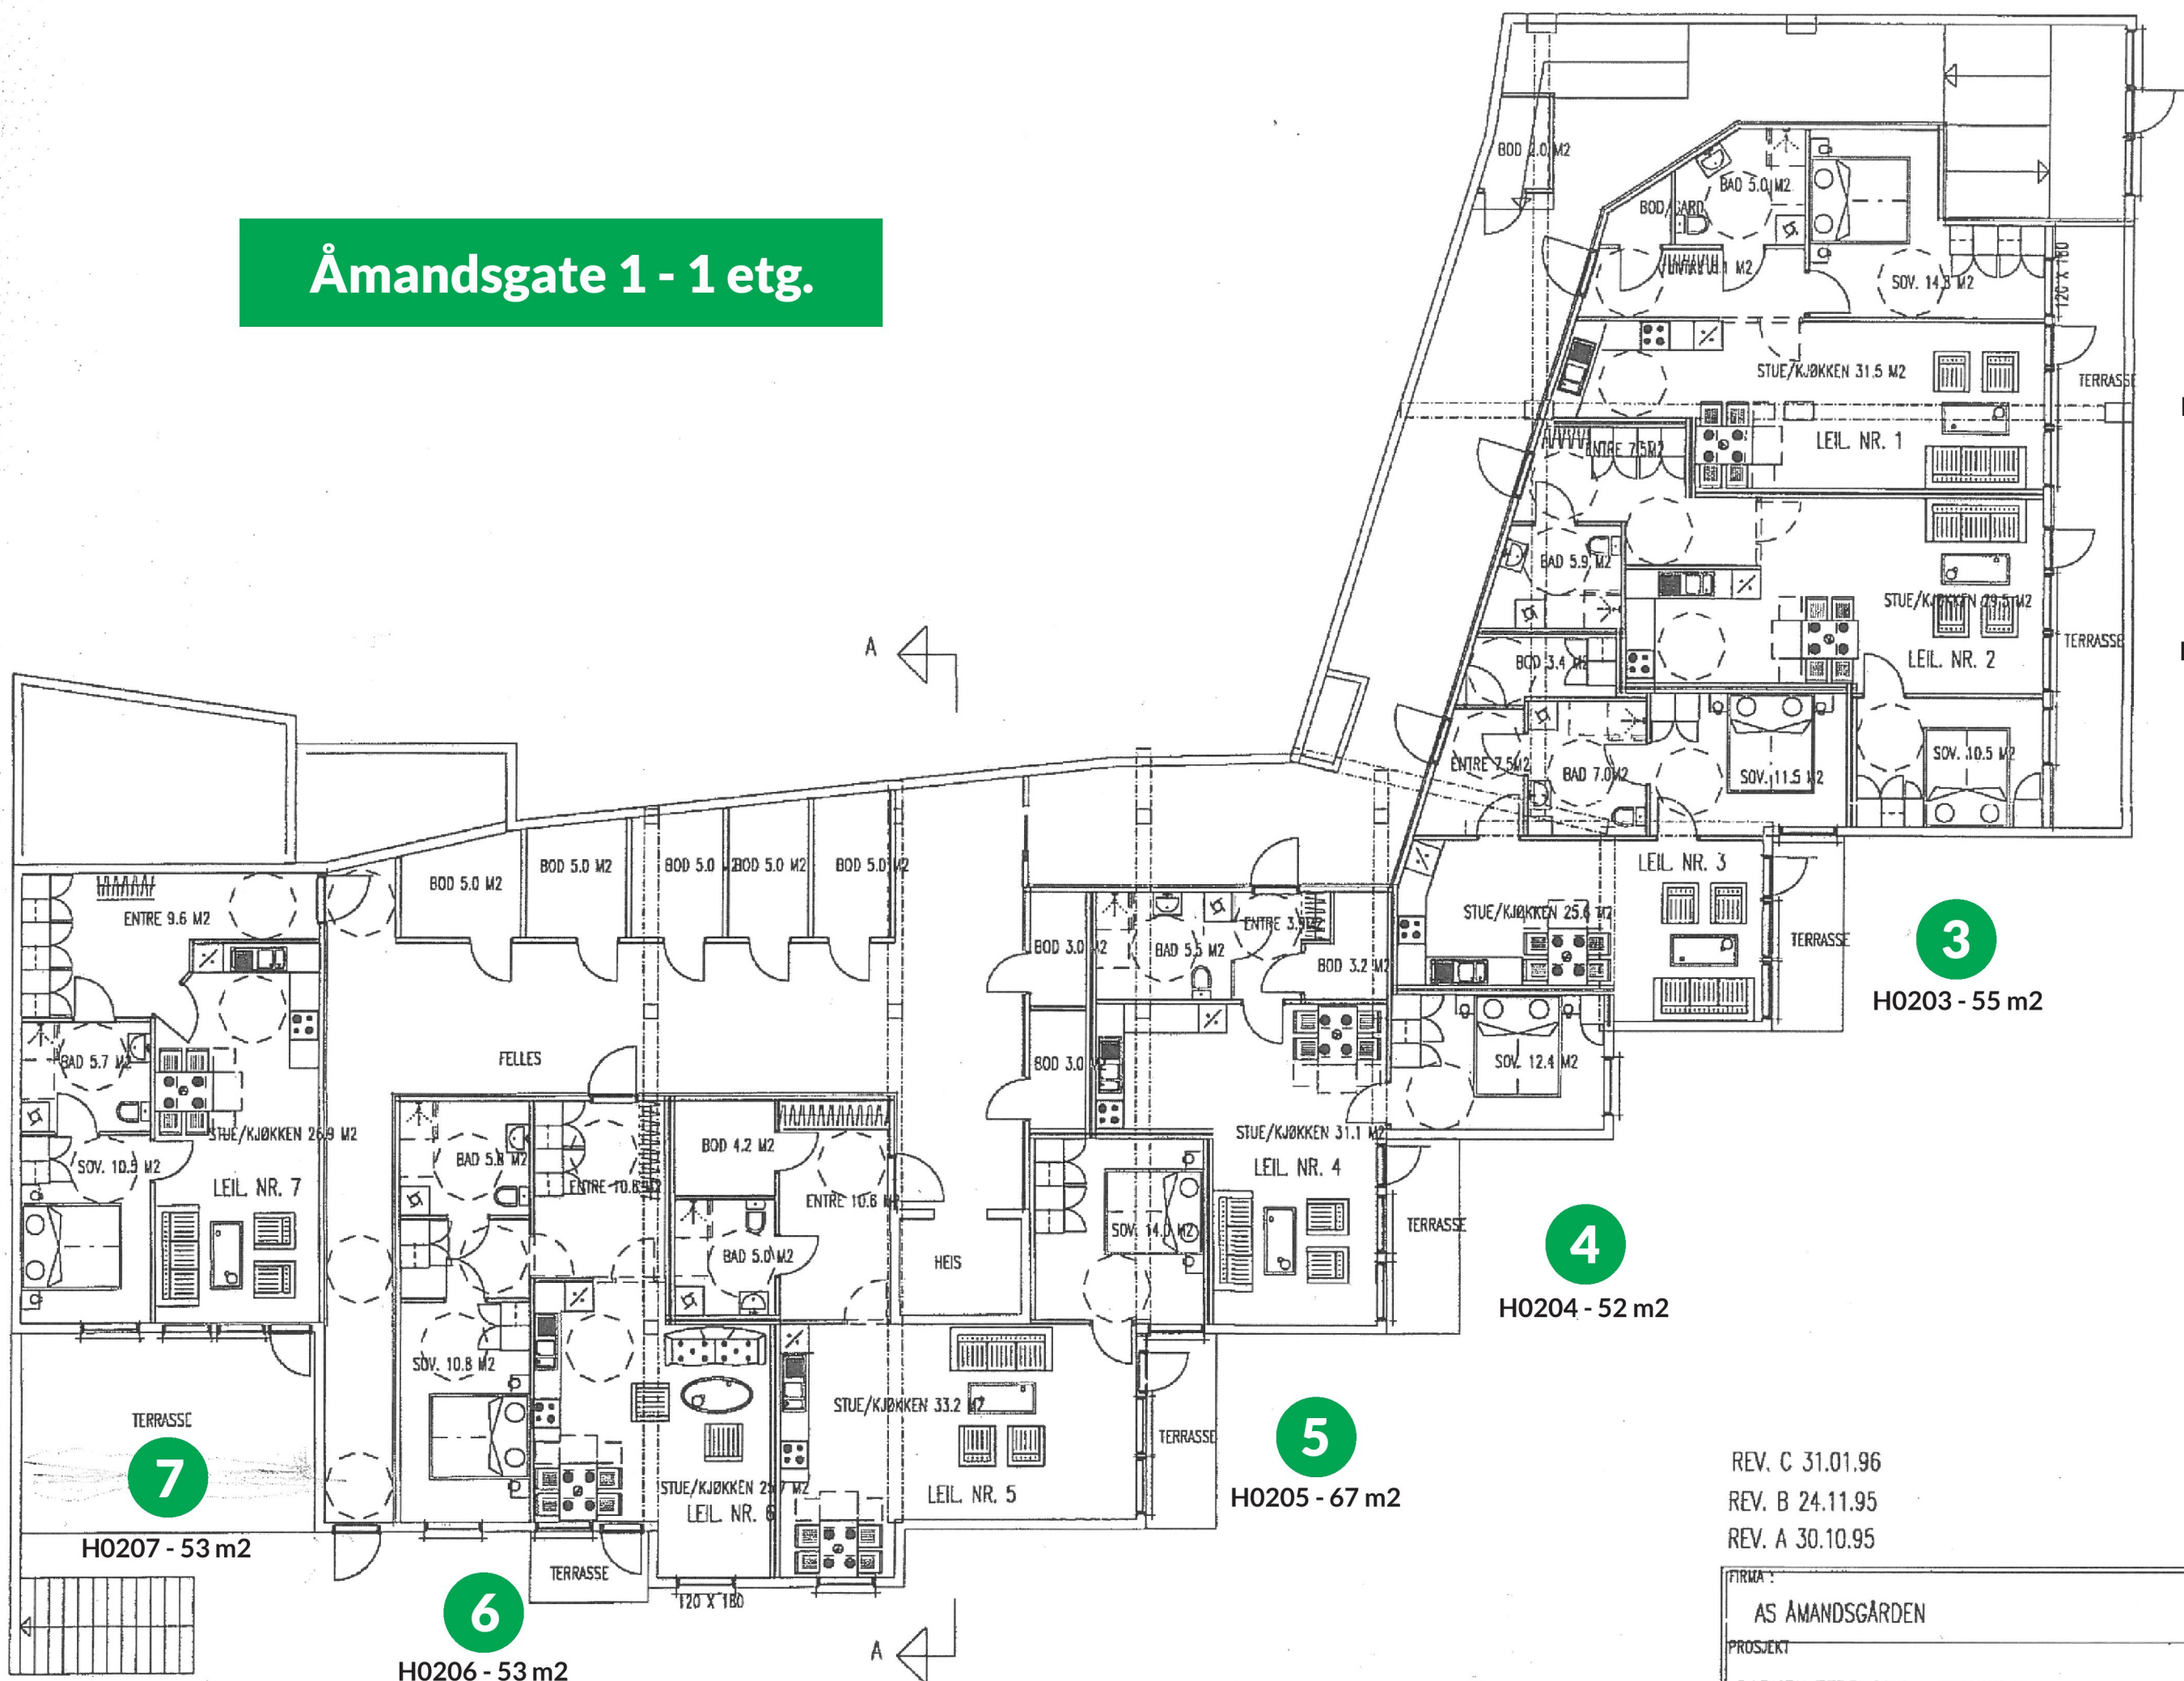 Åmandsgate 1 - 1 etg.
BOD 2.0 M2
BAD 5.0 M2
BOD/GARD
SOV. 14.3 M2
120 X 180
STUE/KJØKKEN 31.5 M2
TERRASSE
LEIL. NR. 1
ENTRE 7.5M2
BAD 5.9 M2
STUE/KJØKKEN 29.5 M2
TERRASSE
LEIL. NR. 2
BOD 3.4 M2
ENTRE 7.5M2
BAD 7.0M2
SOV. 11.5 M2
SOV. 10.5 M2
LEIL. NR. 3
STUE/KJØKKEN 25.6 M2
TERRASSE
3
H0203 - 55 m2
A
BOD 5.0 M2
BOD 5.0 M2
BOD 5.0
BOD 5.0 M2
BOD 5.0 M2
ENTRE 9.6 M2
BOD 3.0 M2
BAD 5.5 M2
BOD 3.2 M2
BOD 3.0
SOV. 12.4 M2
FELLES
BAD 5.7 M2
STUE/KJØKKEN 26.9 M2
SOV. 10.5 M2
LEIL. NR. 7
BAD 5.8 M2
ENTRE 10.8
BOD 4.2 M2
ENTRE 10.6
BAD 5.0 M2
HEIS
STUE/KJØKKEN 31.1 M2
LEIL. NR. 4
SOV. 14.0 M2
TERRASSE
4
H0204 - 52 m2
SOV. 10.8 M2
STUE/KJØKKEN 33.2 M2
LEIL. NR. 5
TERRASSE
5
H0205 - 67 m2
TERRASSE
7
H0207 - 53 m2
LEIL. NR. 6
TERRASSE
120 X 180
6
H0206 - 53 m2
A
REV. C 31.01.96
REV. B 24.11.95
REV. A 30.10.95
FIRMA :
AS ÅMANDSGÅRDEN
PROSJEKT